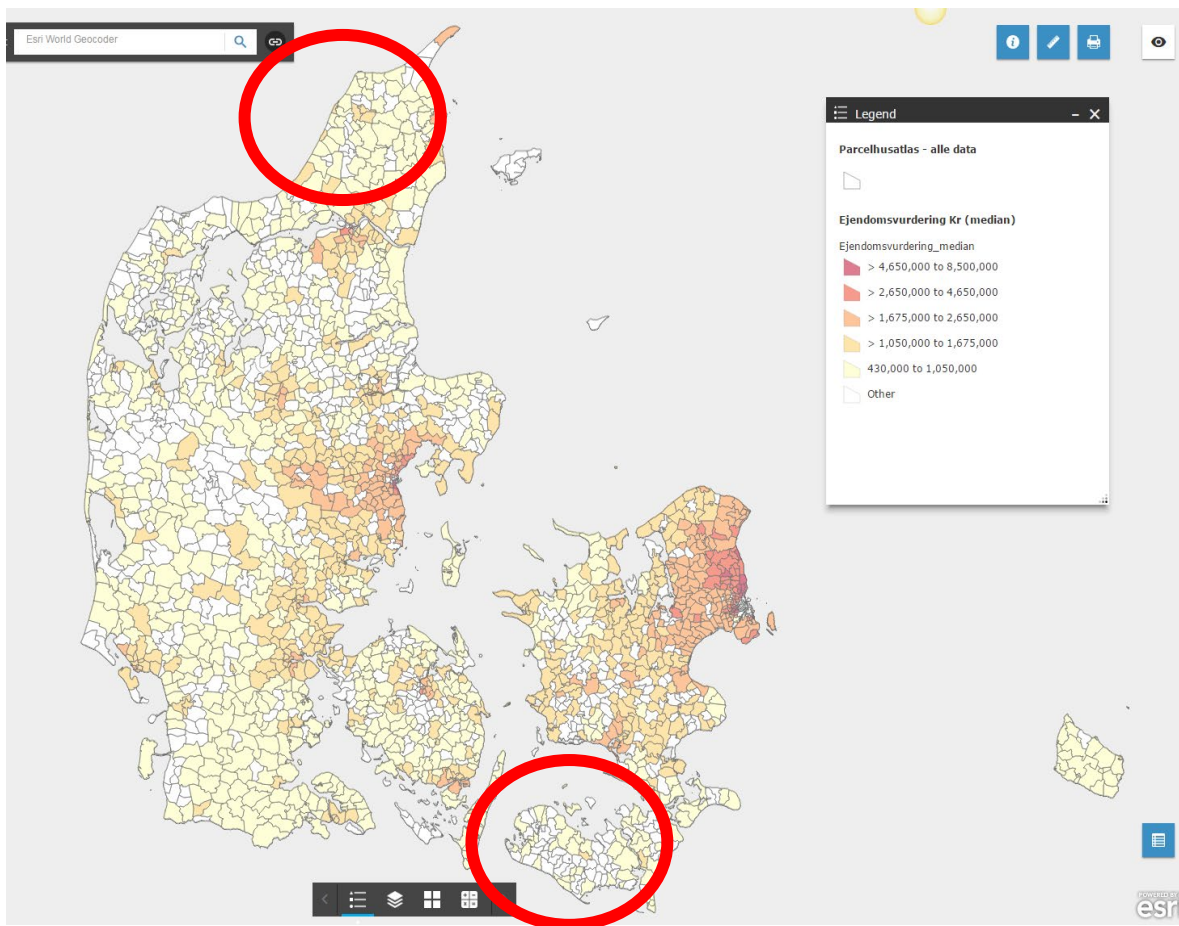 Esri World Geocoder
Legend
Parcelhusatlas - alle data
Ejendomsvurdering Kr (median)
Ejendomsvurdering_median
> 4,650,000 to 8,500,000
> 2,650,000 to 4,650,000
> 1,675,000 to 2,650,000
> 1,050,000 to 1,675,000
430,000 to 1,050,000
Other
POWERED BY
esri